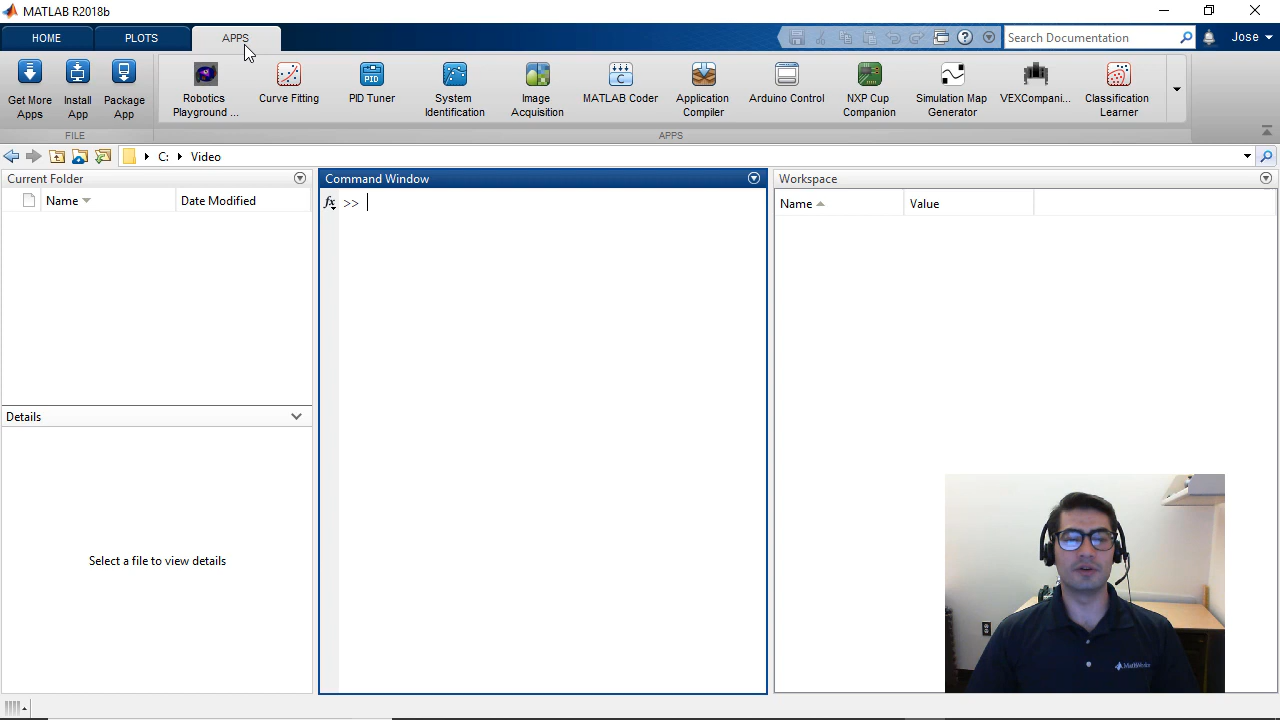 MATLAB R2018b
HOME
PLOTS
APPS
Search Documentation
Jose
Get More Apps
Install App
Package App
Robotics Playground ...
Curve Fitting
PID
PID Tuner
System Identification
Image Acquisition
C
MATLAB Coder
Application Compiler
Arduino Control
NXP Cup Companion
Simulation Map Generator
VEXCompani...
Classification Learner
FILE
APPS
C:
Video
Current Folder
Name
Date Modified
Details
Select a file to view details
Command Window
fx >>
Workspace
Name
Value
MathWorks